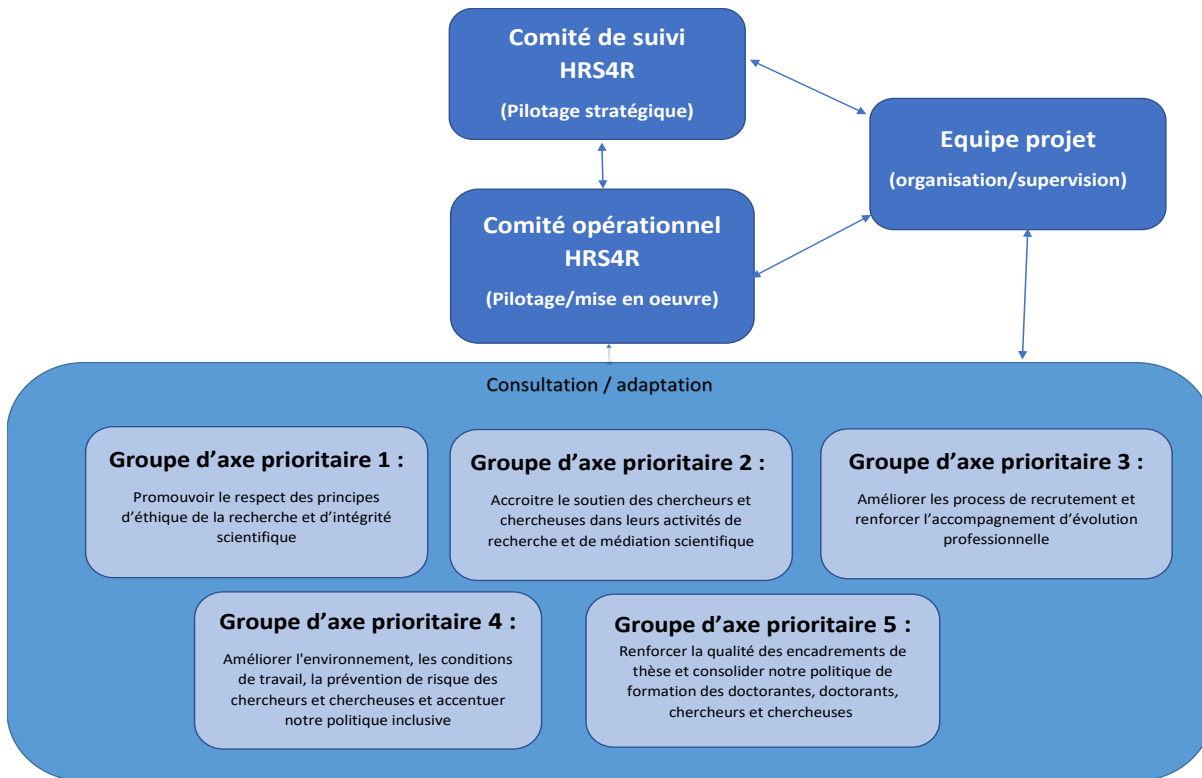 Comité de suivi
HRS4R
(Pilotage stratégique)
Equipe projet
(organisation/supervision)
Comité opérationnel
HRS4R
(Pilotage/mise en oeuvre)
Consultation / adaptation
Groupe d’axe prioritaire 1 :
Promouvoir le respect des principes
d’éthique de la recherche et d’intégrité
scientifique
Groupe d’axe prioritaire 2 :
Accroitre le soutien des chercheurs et
chercheuses dans leurs activités de
recherche et de médiation scientifique
Groupe d’axe prioritaire 3 :
Améliorer les process de recrutement et
renforcer l’accompagnement d’évolution
professionnelle
Groupe d’axe prioritaire 4 :
Améliorer l'environnement, les conditions
de travail, la prévention de risque des
chercheurs et chercheuses et accentuer
notre politique inclusive
Groupe d’axe prioritaire 5 :
Renforcer la qualité des encadrements de
thèse et consolider notre politique de
formation des doctorantes, doctorants,
chercheurs et chercheuses